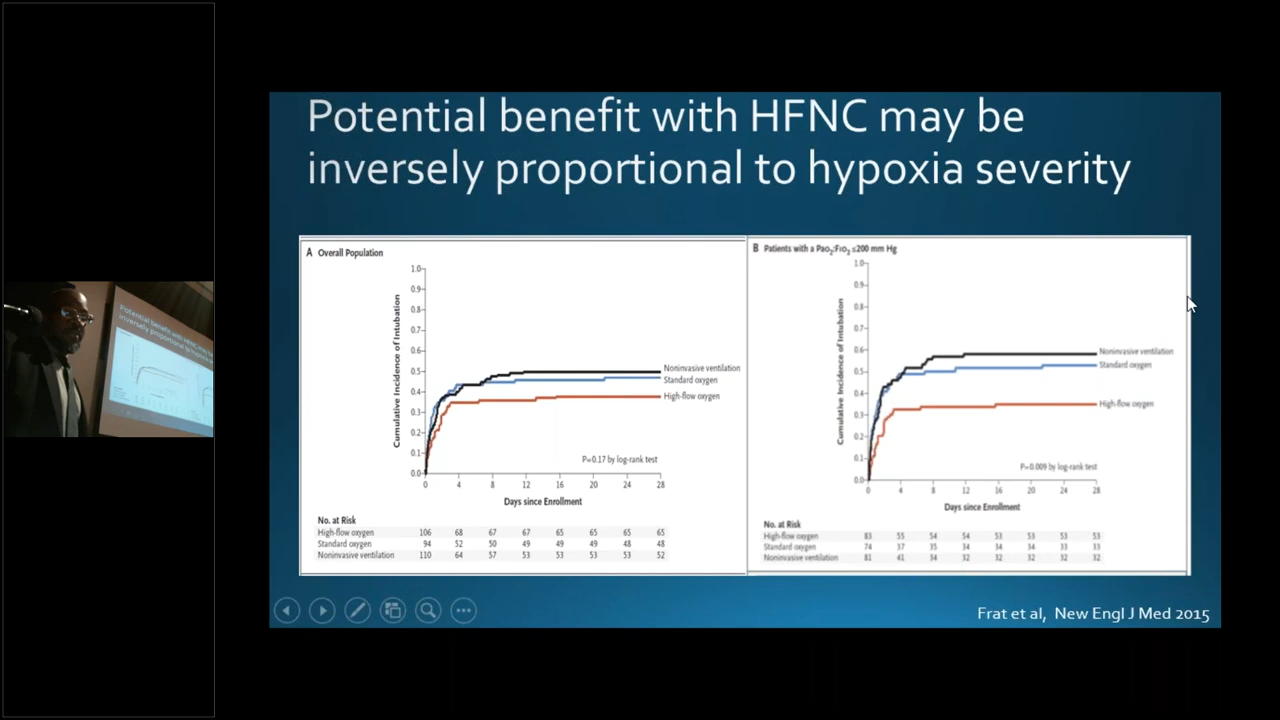 Potential benefit with HFNC may be
inversely proportional to hypoxia severity
A Overall Population
1.0
0.9
0.8
0.7
0.6
0.5
0.4
0.3
0.2
0.1
0.0
Cumulative Incidence of Intubation
Noninvasive ventilation
Standard oxygen
High-flow oxygen
P=0.17 by log-rank test
0 4 8 12 16 20 24 28
Days since Enrollment
No. at Risk
High-flow oxygen 106 68 67 67 65 65 65 65
Standard oxygen 94 52 50 49 49 49 48 48
Noninvasive ventilation 110 64 57 53 53 53 53 52
B Patients with a PaO2:FIO2 ≤200 mm Hg
1.0
0.9
0.8
0.7
0.6
0.5
0.4
0.3
0.2
0.1
0.0
Cumulative Incidence of Intubation
Noninvasive ventilation
Standard oxygen
High-flow oxygen
P=0.009 by log-rank test
0 4 8 12 16 20 24 28
Days since Enrollment
No. at Risk
High-flow oxygen 83 55 54 54 53 53 53 53
Standard oxygen 74 37 35 34 34 34 33 33
Noninvasive ventilation 81 41 34 32 32 32 32 32
Frat et al, New Engl J Med 2015
Potential benefit with HFNC may be
inversely proportional to hypoxia